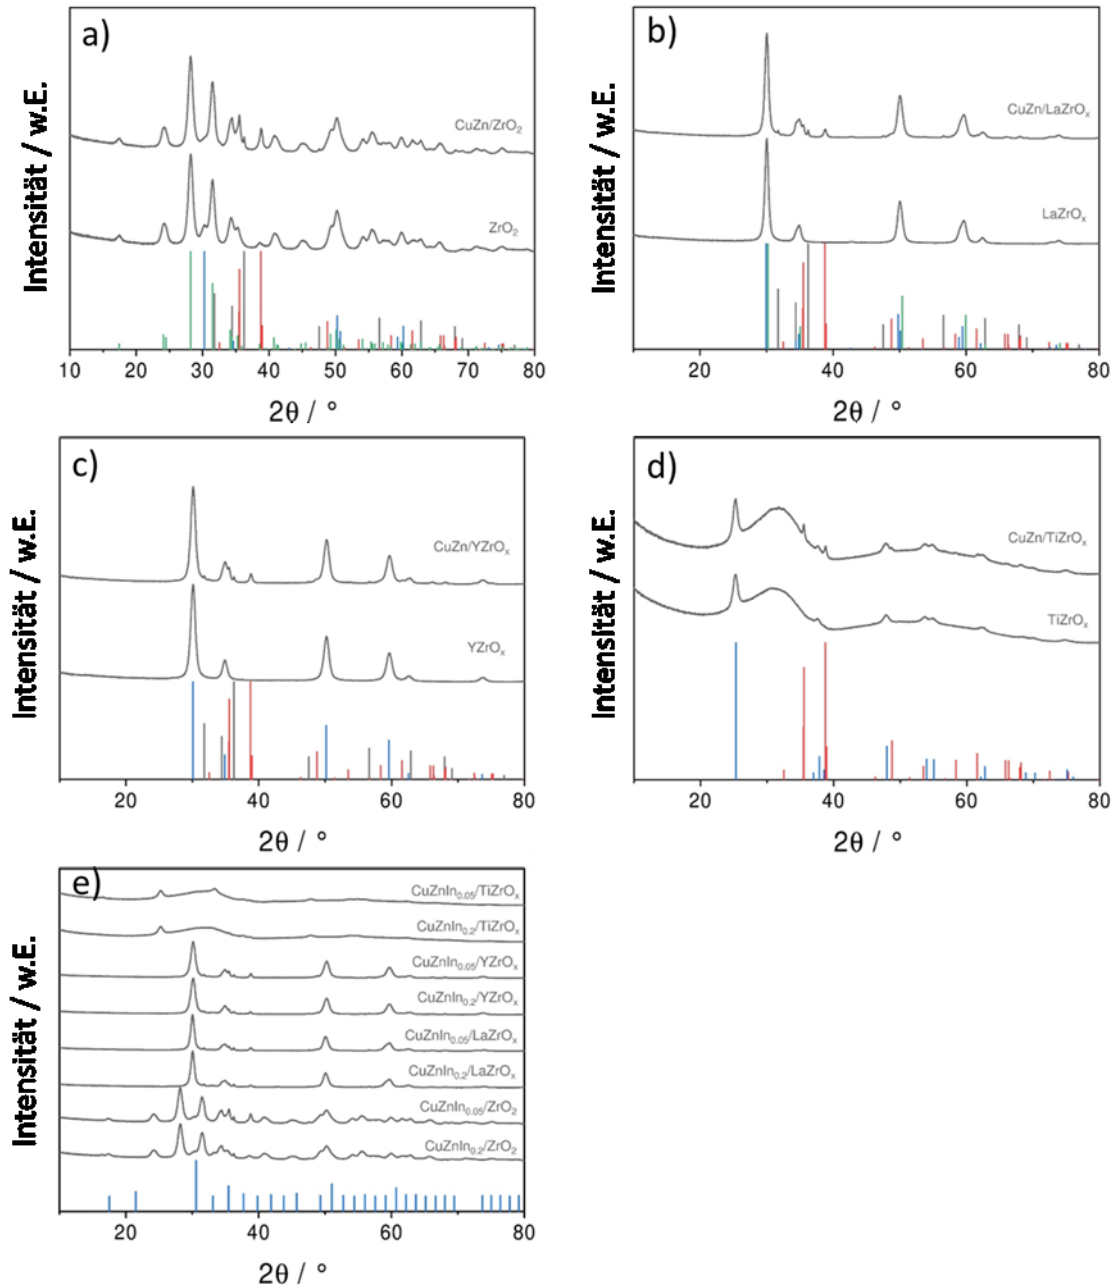 a)
Intensität / w.E.
CuZn/ZrO₂
ZrO₂
10 20 30 40 50 60 70 80
2θ / °
b)
Intensität / w.E.
CuZn/LaZrOₓ
LaZrOₓ
20 40 60 80
2θ / °
c)
Intensität / w.E.
CuZn/YZrOₓ
YZrOₓ
20 40 60 80
2θ / °
d)
Intensität / w.E.
CuZn/TiZrOₓ
TiZrOₓ
20 40 60 80
2θ / °
e)
Intensität / w.E.
CuZnIn₀.₀₅/TiZrOₓ
CuZnIn₀.₂/TiZrOₓ
CuZnIn₀.₀₅/YZrOₓ
CuZnIn₀.₂/YZrOₓ
CuZnIn₀.₀₅/LaZrOₓ
CuZnIn₀.₂/LaZrOₓ
CuZnIn₀.₀₅/ZrO₂
CuZnIn₀.₂/ZrO₂
20 40 60 80
2θ / °